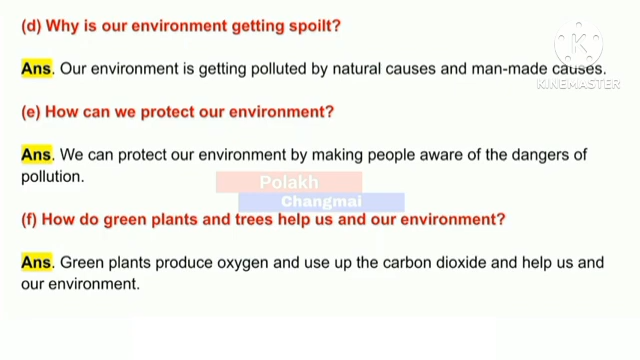 (d) Why is our environment getting spoilt?
Ans. Our environment is getting polluted by natural causes and man-made causes.
KINEMASTER
(e) How can we protect our environment?
Ans. We can protect our environment by making people aware of the dangers of
pollution.
Polakh
Changmai
(f) How do green plants and trees help us and our environment?
Ans. Green plants produce oxygen and use up the carbon dioxide and help us and
our environment.